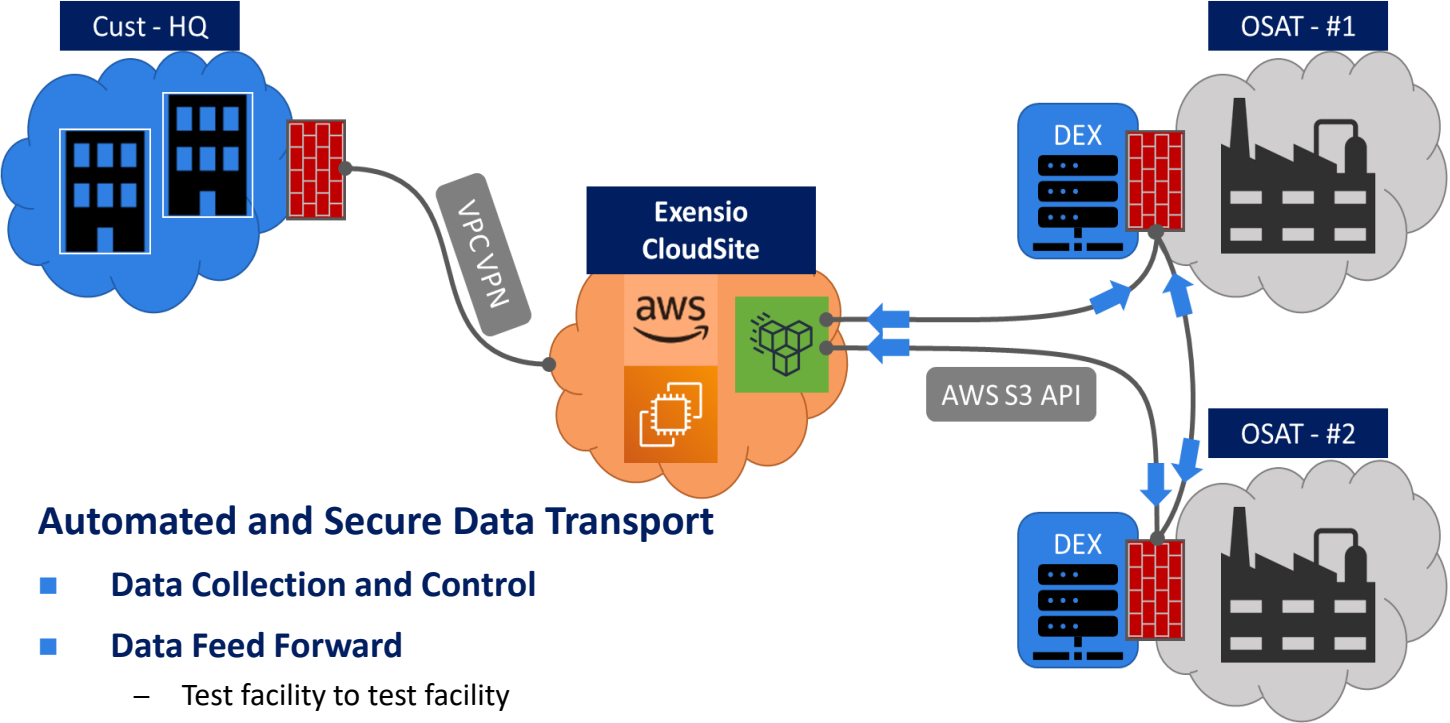 Cust - HQ
OSAT - #1
DEX
VPC VPN
Exensio
CloudSite
aws
AWS S3 API
OSAT - #2
DEX
Automated and Secure Data Transport
■ Data Collection and Control
■ Data Feed Forward
– Test facility to test facility